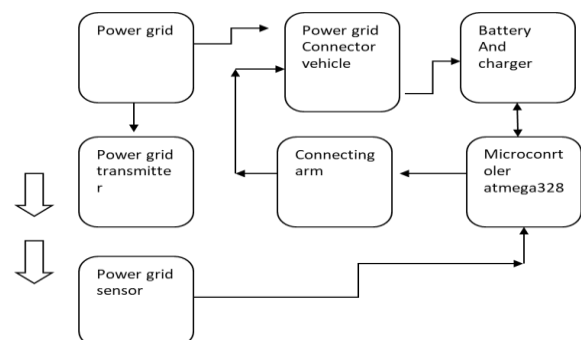 Power grid
Power grid
Connector
vehicle
Battery
And
charger
Power grid
transmitte
r
Connecting
arm
Microconrt
oler
atmega328
Power grid
sensor